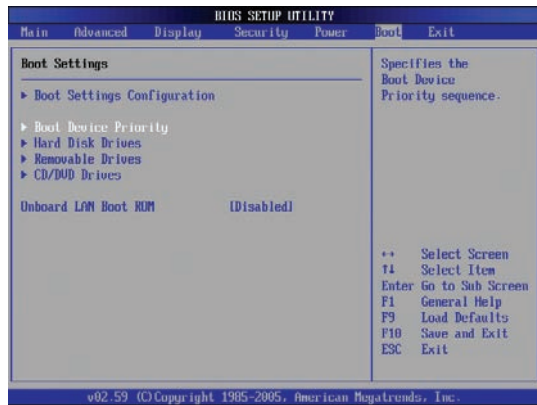 BIOS SETUP UTILITY
Main Advanced Display Security Power Boot Exit
Boot Settings
▶ Boot Settings Configuration
▶ Boot Device Priority
▶ Hard Disk Drives
▶ Removable Drives
▶ CD/DVD Drives
Onboard LAN Boot ROM [Disabled]
Specifies the
Boot Device
Priority sequence.
↔ Select Screen
↑↓ Select Item
Enter Go to Sub Screen
F1 General Help
F9 Load Defaults
F10 Save and Exit
ESC Exit
v02.59 (C)Copyright 1985-2005, American Megatrends, Inc.